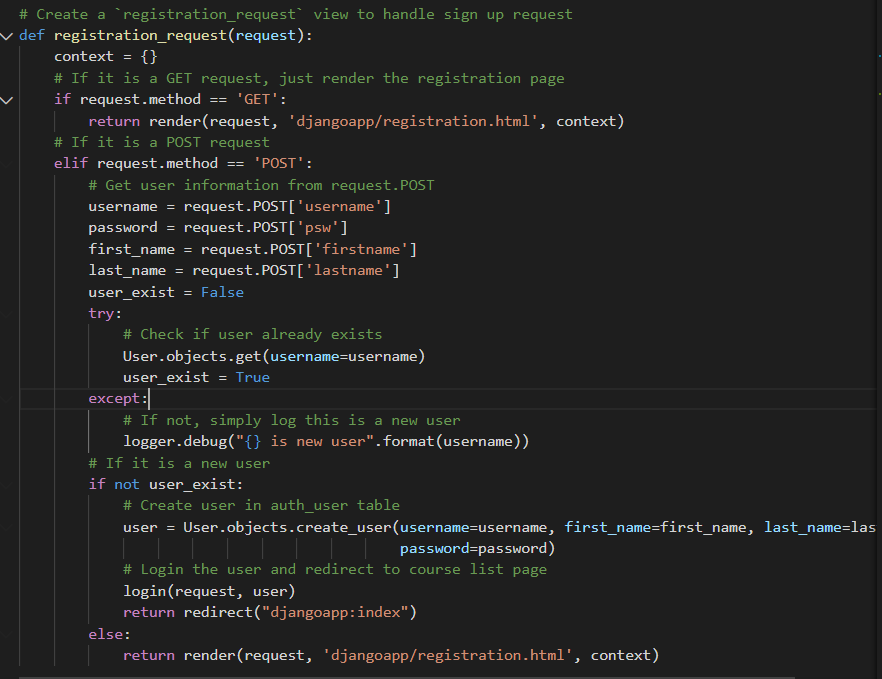 # Create a `registration_request` view to handle sign up request
def registration_request(request):
    context = {}
    # If it is a GET request, just render the registration page
    if request.method == 'GET':
        return render(request, 'djangoapp/registration.html', context)
    # If it is a POST request
    elif request.method == 'POST':
        # Get user information from request.POST
        username = request.POST['username']
        password = request.POST['psw']
        first_name = request.POST['firstname']
        last_name = request.POST['lastname']
        user_exist = False
        try:
            # Check if user already exists
            User.objects.get(username=username)
            user_exist = True
        except:
            # If not, simply log this is a new user
            logger.debug("{} is new user".format(username))
        # If it is a new user
        if not user_exist:
            # Create user in auth_user table
            user = User.objects.create_user(username=username, first_name=first_name, last_name=las
                                            password=password)
            # Login the user and redirect to course list page
            login(request, user)
            return redirect("djangoapp:index")
        else:
            return render(request, 'djangoapp/registration.html', context)